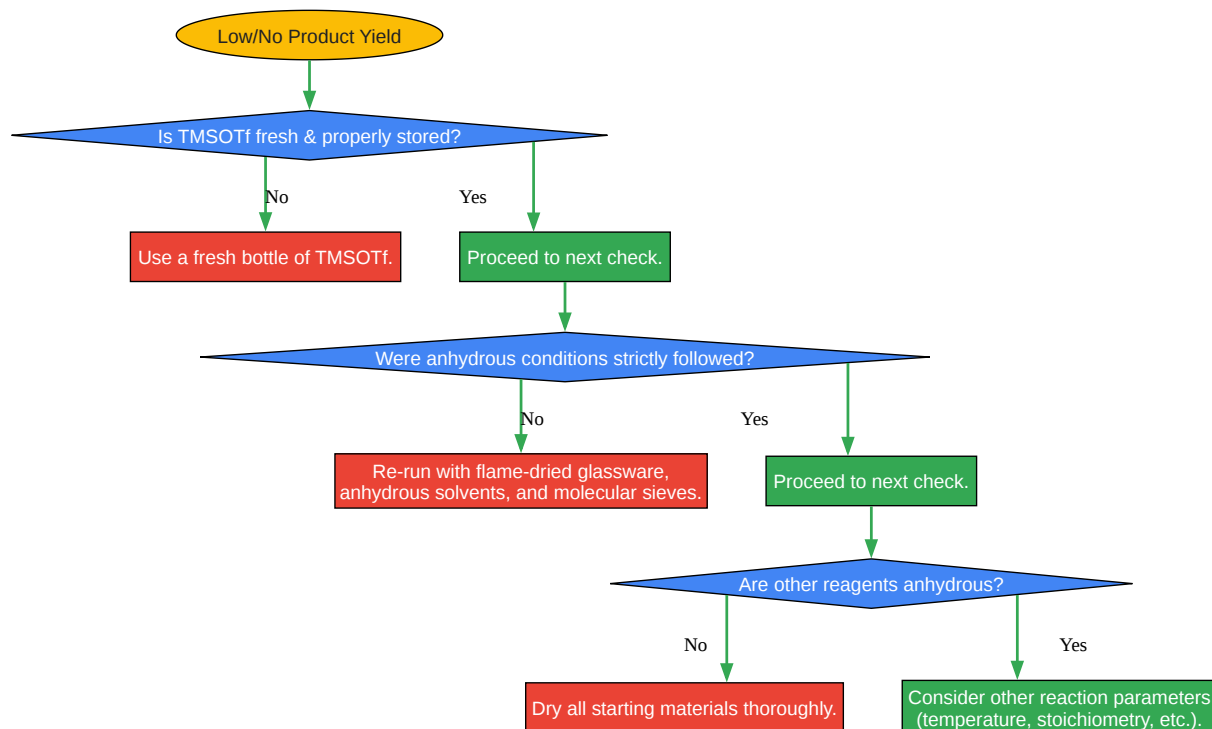 Low/No Product Yield
Is TMSOTf fresh & properly stored?
No
Yes
Use a fresh bottle of TMSOTf.
Proceed to next check.
Were anhydrous conditions strictly followed?
No
Yes
Re-run with flame-dried glassware,
anhydrous solvents, and molecular sieves.
Proceed to next check.
Are other reagents anhydrous?
No
Yes
Dry all starting materials thoroughly.
Consider other reaction parameters
(temperature, stoichiometry, etc.).